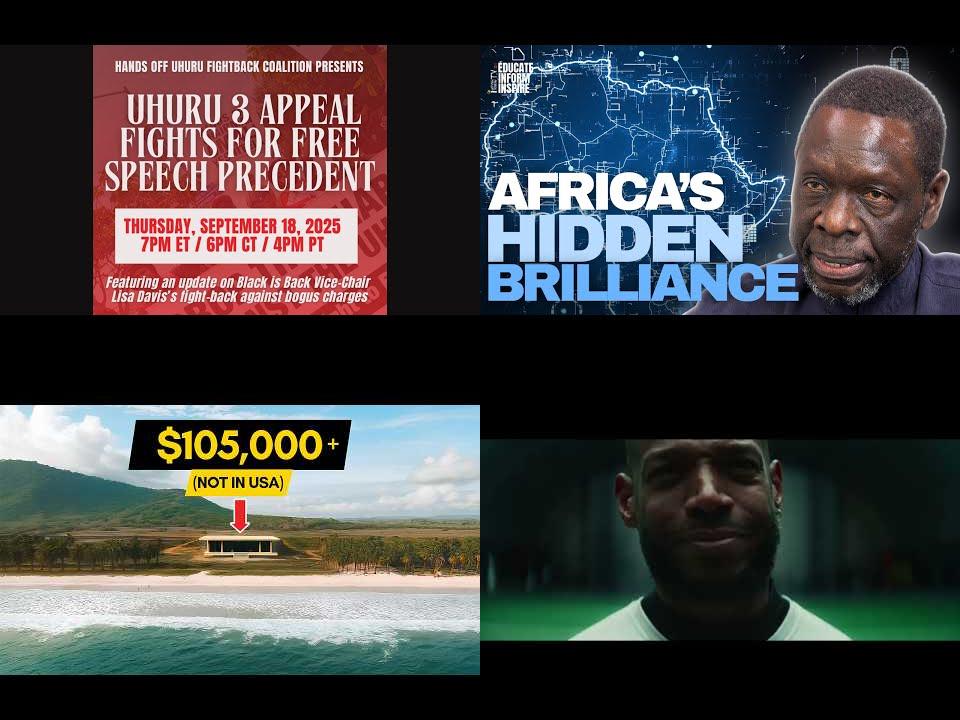 HANDS OFF UHURU FIGHTBACK COALITION PRESENTS
UHURU 3 APPEAL
FIGHTS FOR FREE
SPEECH PRECEDENT
THURSDAY, SEPTEMBER 18, 2025
7PM ET / 6PM CT / 4PM PT
Featuring an update on Black is Back Vice-Chair
Lisa Davis's fight-back against bogus charges
EDUCATE
INFORM
INSPIRE
AFRICA'S
HIDDEN
BRILLIANCE
$105,000+
(NOT IN USA)